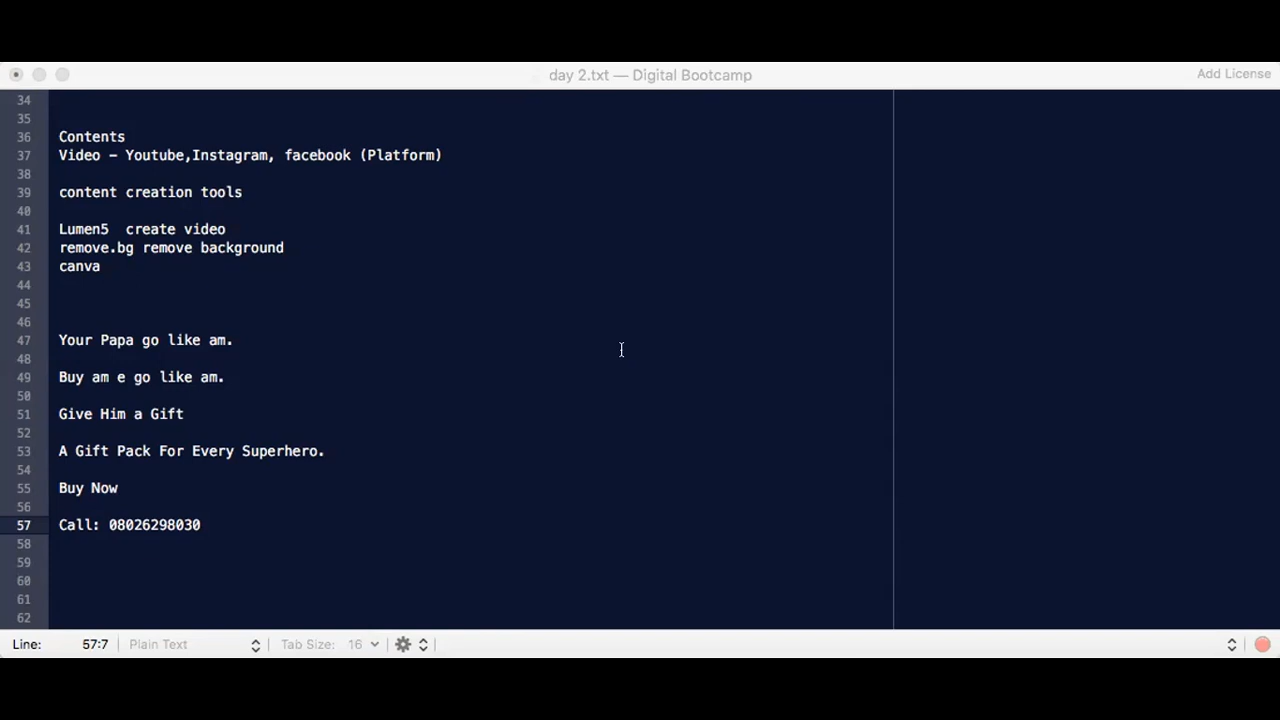 day 2.txt — Digital Bootcamp
Add License
34
35
36 Contents
37 Video – Youtube,Instagram, facebook (Platform)
38
39 content creation tools
40
41 Lumen5  create video
42 remove.bg remove background
43 canva
44
45
46
47 Your Papa go like am.
48
49 Buy am e go like am.
50
51 Give Him a Gift
52
53 A Gift Pack For Every Superhero.
54
55 Buy Now
56
57 Call: 08026298030
58
59
60
61
62
Line: 57:7 Plain Text Tab Size: 16